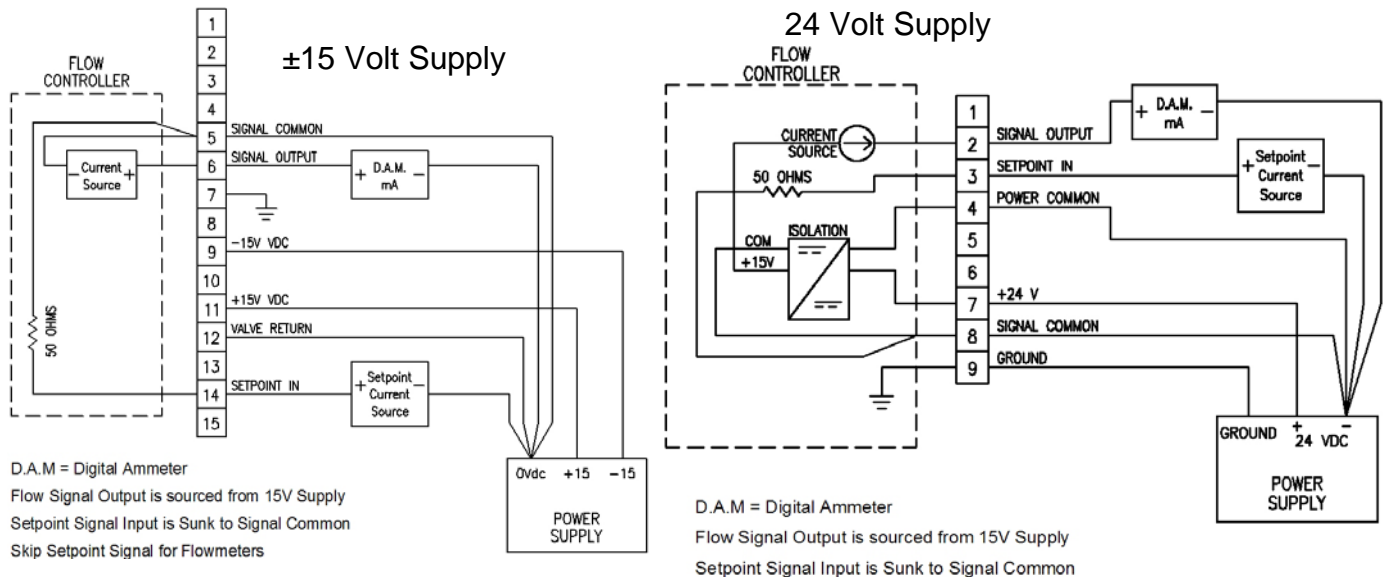 ±15 Volt Supply
FLOW
CONTROLLER
1
2
3
4
5
6
7
8
9
10
11
12
13
14
15
SIGNAL COMMON
SIGNAL OUTPUT
-15V VDC
+15V VDC
VALVE RETURN
SETPOINT IN
- Current +
Source
50 OHMS
+ D.A.M. -
mA
+ Setpoint -
Current
Source
0Vdc +15 -15
POWER
SUPPLY
D.A.M = Digital Ammeter
Flow Signal Output is sourced from 15V Supply
Setpoint Signal Input is Sunk to Signal Common
Skip Setpoint Signal for Flowmeters
24 Volt Supply
FLOW
CONTROLLER
CURRENT
SOURCE
50 OHMS
ISOLATION
COM
+15V
1
2
3
4
5
6
7
8
9
SIGNAL OUTPUT
SETPOINT IN
POWER COMMON
+24 V
SIGNAL COMMON
GROUND
+ D.A.M. -
mA
+ Setpoint -
Current
Source
GROUND + -
24 VDC
POWER
SUPPLY
D.A.M = Digital Ammeter
Flow Signal Output is sourced from 15V Supply
Setpoint Signal Input is Sunk to Signal Common